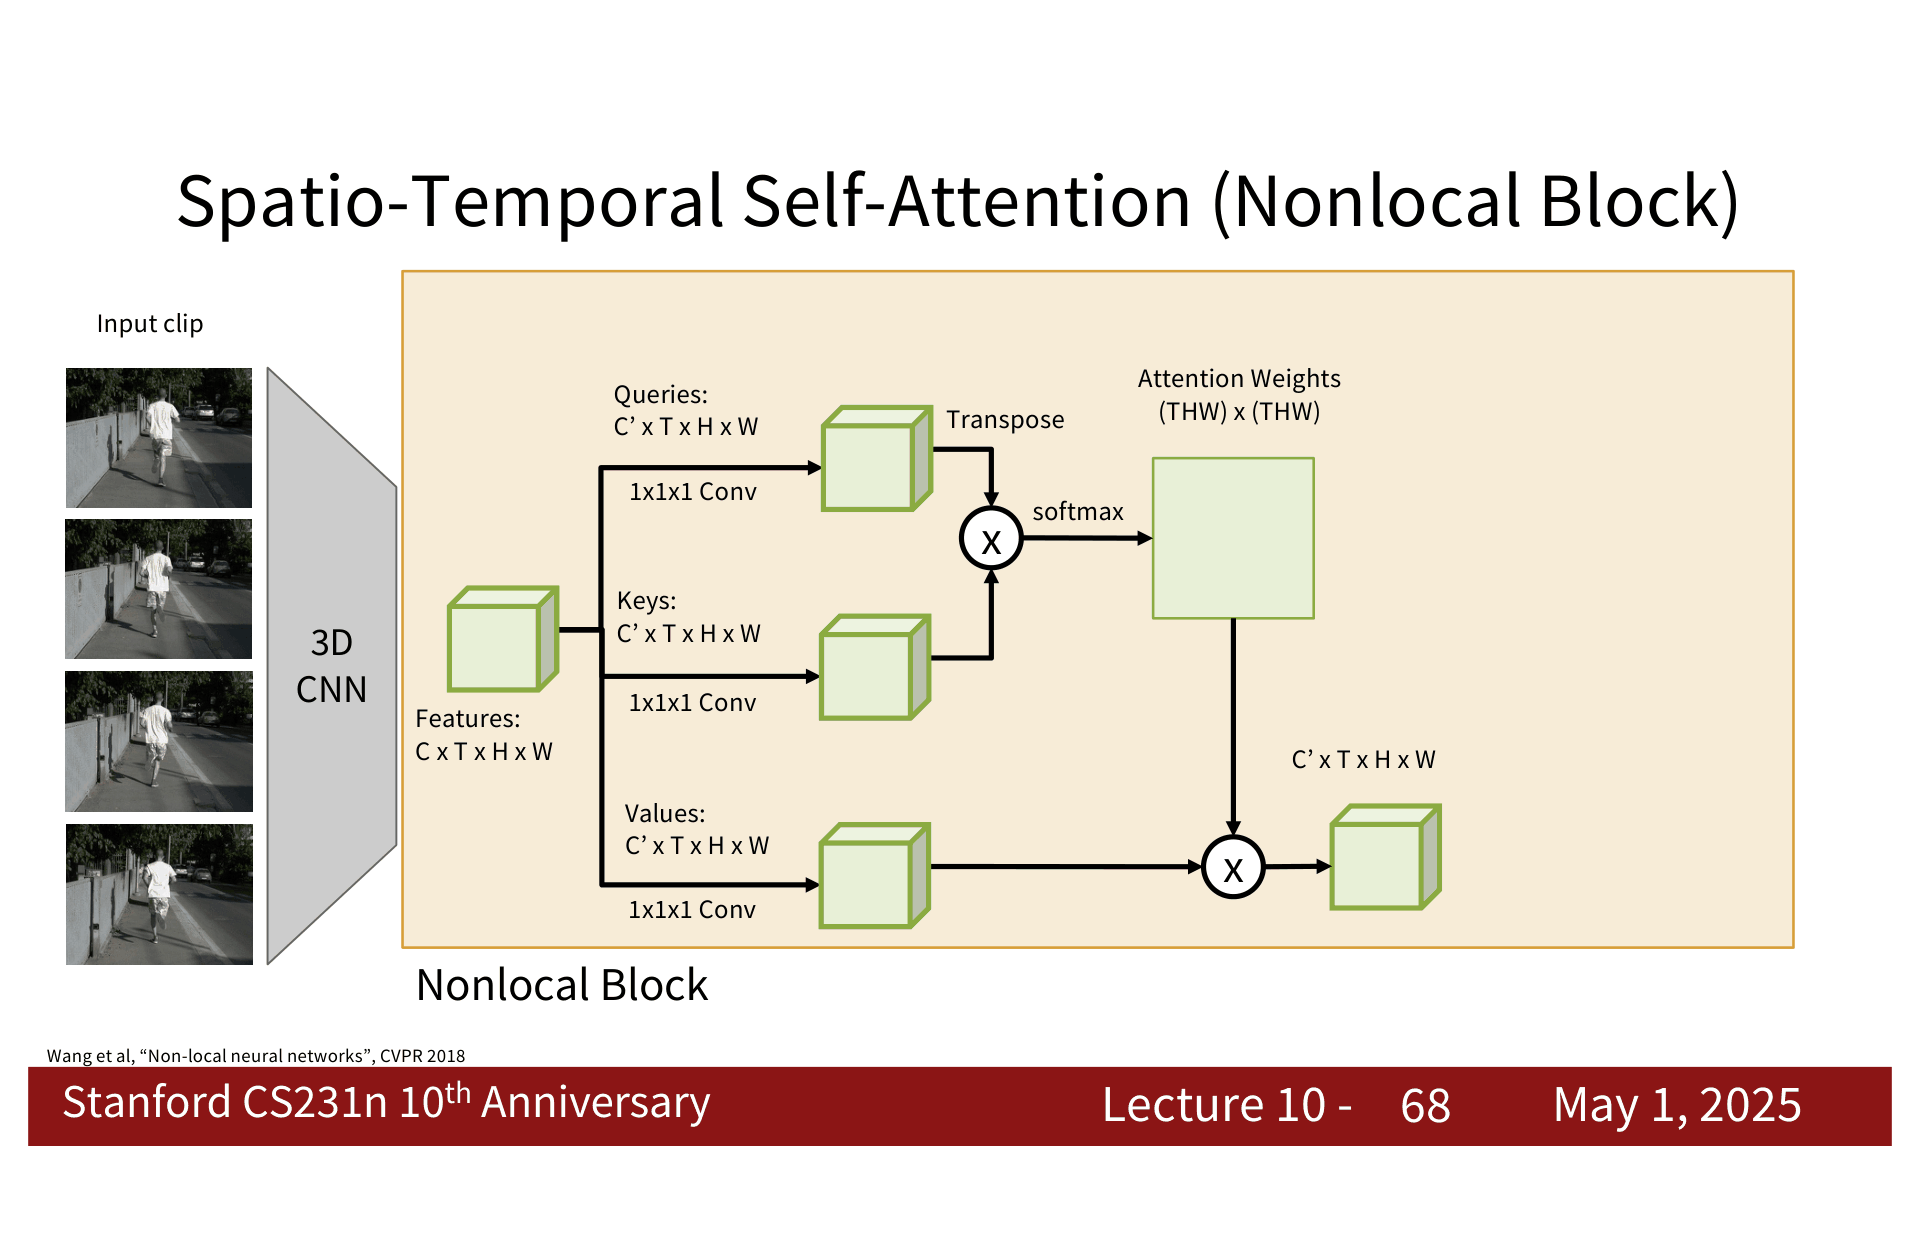 Spatio-Temporal Self-Attention (Nonlocal Block)
Input clip
3D
CNN
Features:
C x T x H x W
Queries:
C’ x T x H x W
1x1x1 Conv
Keys:
C’ x T x H x W
1x1x1 Conv
Values:
C’ x T x H x W
1x1x1 Conv
Transpose
x
softmax
Attention Weights
(THW) x (THW)
x
C’ x T x H x W
Nonlocal Block
Wang et al, “Non-local neural networks”, CVPR 2018
Stanford CS231n 10th Anniversary
Lecture 10 - 68
May 1, 2025